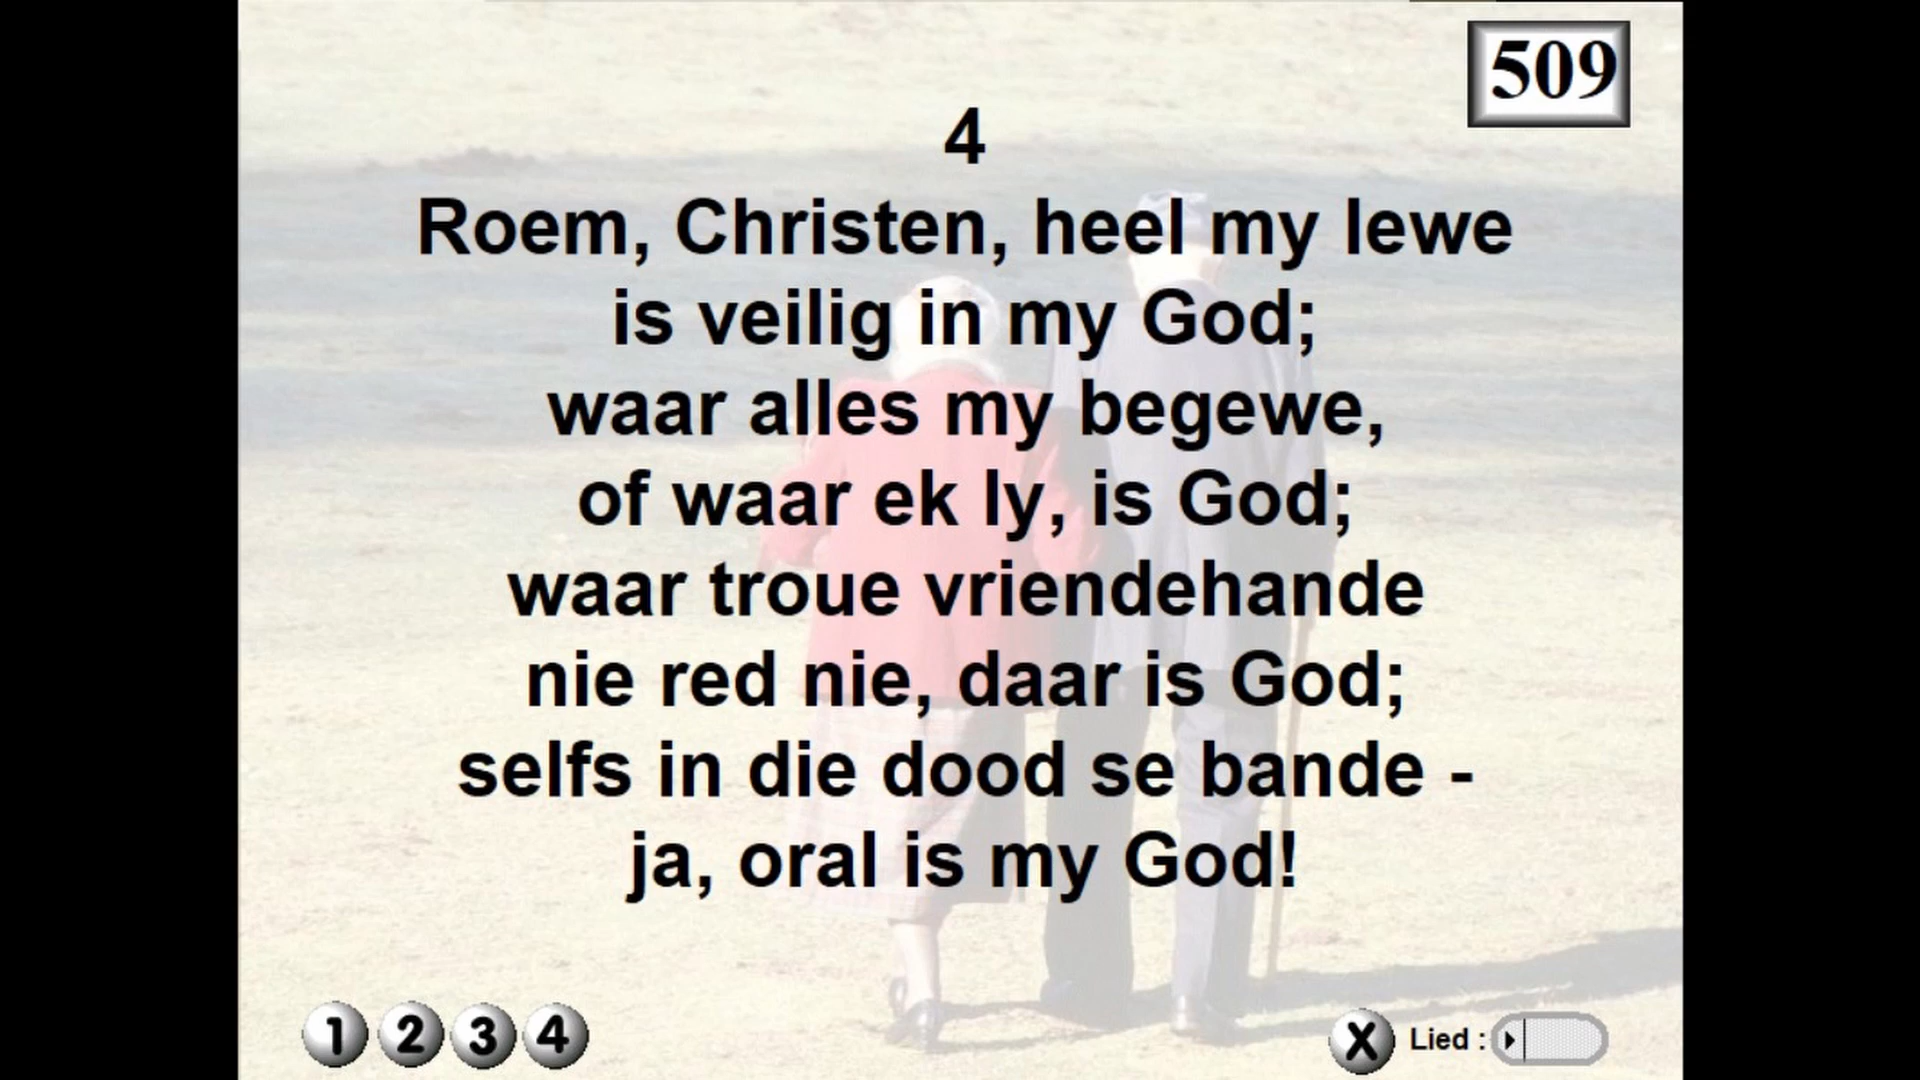 509
4
Roem, Christen, heel my lewe
is veilig in my God;
waar alles my begewe,
of waar ek ly, is God;
waar troue vriendehande
nie red nie, daar is God;
selfs in die dood se bande -
ja, oral is my God!
1 2 3 4 X Lied :